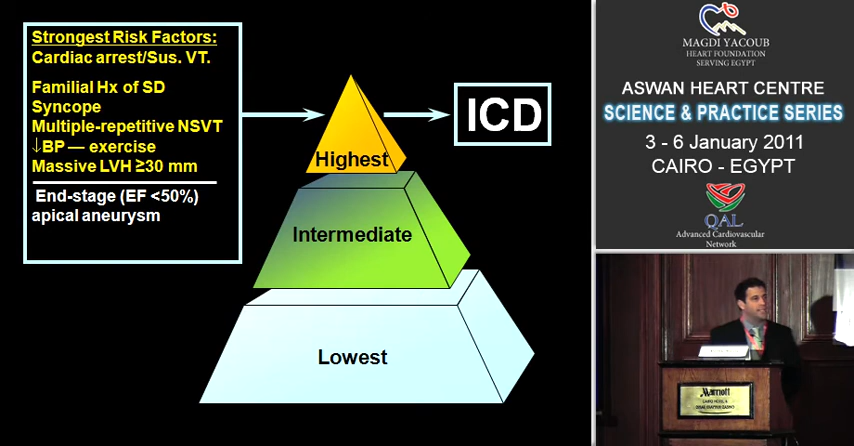 Strongest Risk Factors:
Cardiac arrest/Sus. VT.
Familial Hx of SD
Syncope
Multiple-repetitive NSVT
↓BP — exercise
Massive LVH ≥30 mm
End-stage (EF <50%)
apical aneurysm
Highest
ICD
Intermediate
Lowest
MAGDI YACOUB
HEART FOUNDATION
SERVING EGYPT
ASWAN HEART CENTRE
SCIENCE & PRACTICE SERIES
3 - 6 January 2011
CAIRO - EGYPT
QAL
Advanced Cardiovascular
Network
Marriott